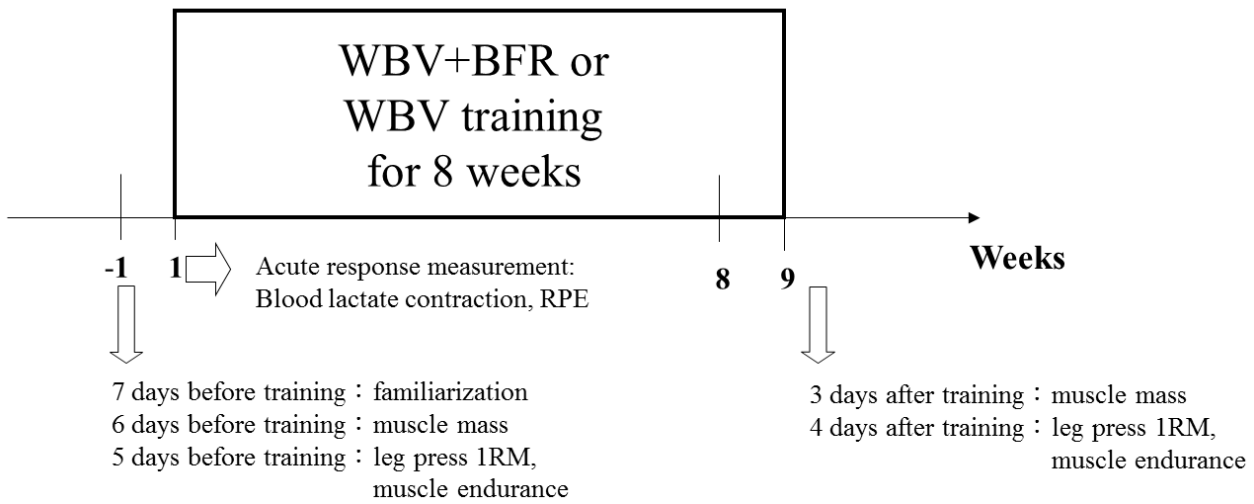 WBV+BFR or
WBV training
for 8 weeks
Weeks
-1
1
Acute response measurement:
Blood lactate contraction, RPE
8
9
7 days before training：familiarization
6 days before training：muscle mass
5 days before training：leg press 1RM,
muscle endurance
3 days after training：muscle mass
4 days after training：leg press 1RM,
muscle endurance